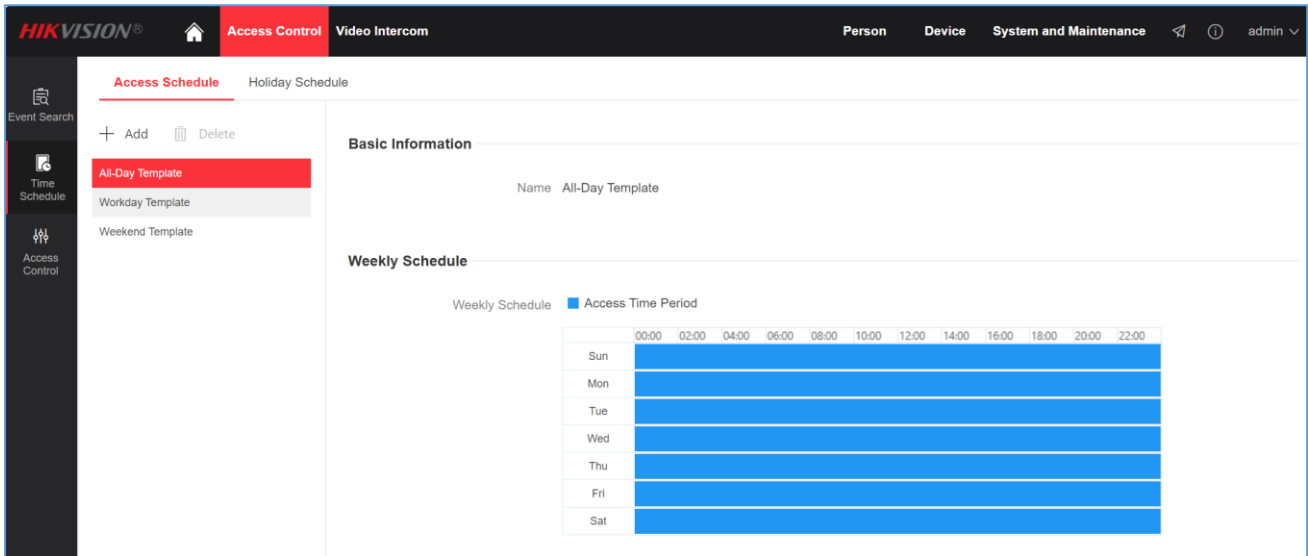 HIKVISION® Access Control Video Intercom Person Device System and Maintenance admin
Event Search
Time
Schedule
Access
Control
Access Schedule Holiday Schedule
+ Add Delete
All-Day Template
Workday Template
Weekend Template
Basic Information
Name All-Day Template
Weekly Schedule
Weekly Schedule Access Time Period
00:00 02:00 04:00 06:00 08:00 10:00 12:00 14:00 16:00 18:00 20:00 22:00
Sun
Mon
Tue
Wed
Thu
Fri
Sat